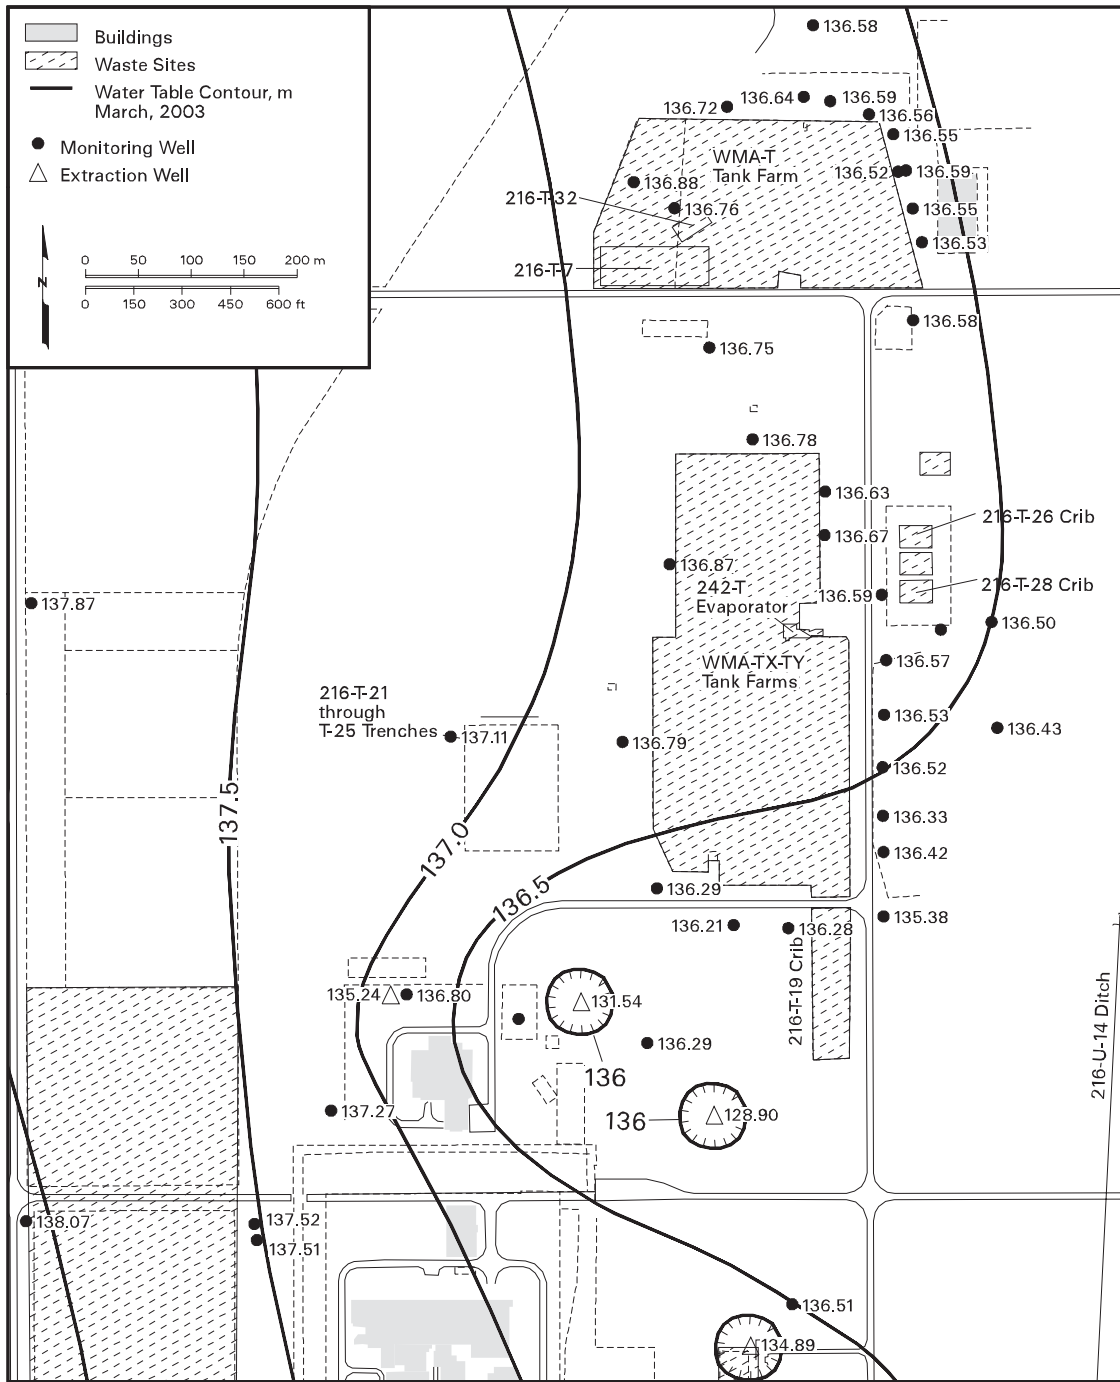 Buildings
Waste Sites
Water Table Contour, m
March, 2003
Monitoring Well
Extraction Well
N
0 50 100 150 200 m
0 150 300 450 600 ft
136.58
136.72
136.64
136.59
136.56
136.55
WMA-T
Tank Farm
136.52
136.59
136.88
216-T-32
136.76
136.55
136.53
216-T-7
136.58
136.75
136.78
136.63
216-T-26 Crib
136.67
136.87
242-T
Evaporator
216-T-28 Crib
136.59
137.87
136.50
136.57
WMA-TX-TY
Tank Farms
216-T-21
through
T-25 Trenches
137.11
136.79
136.53
136.43
136.52
137.5
136.33
137.0
136.42
136.5
136.29
135.38
136.21
136.28
216-T-19 Crib
135.24
136.80
131.54
216-U-14 Ditch
136.29
136
137.27
136
128.90
138.07
137.52
137.51
136.51
134.89